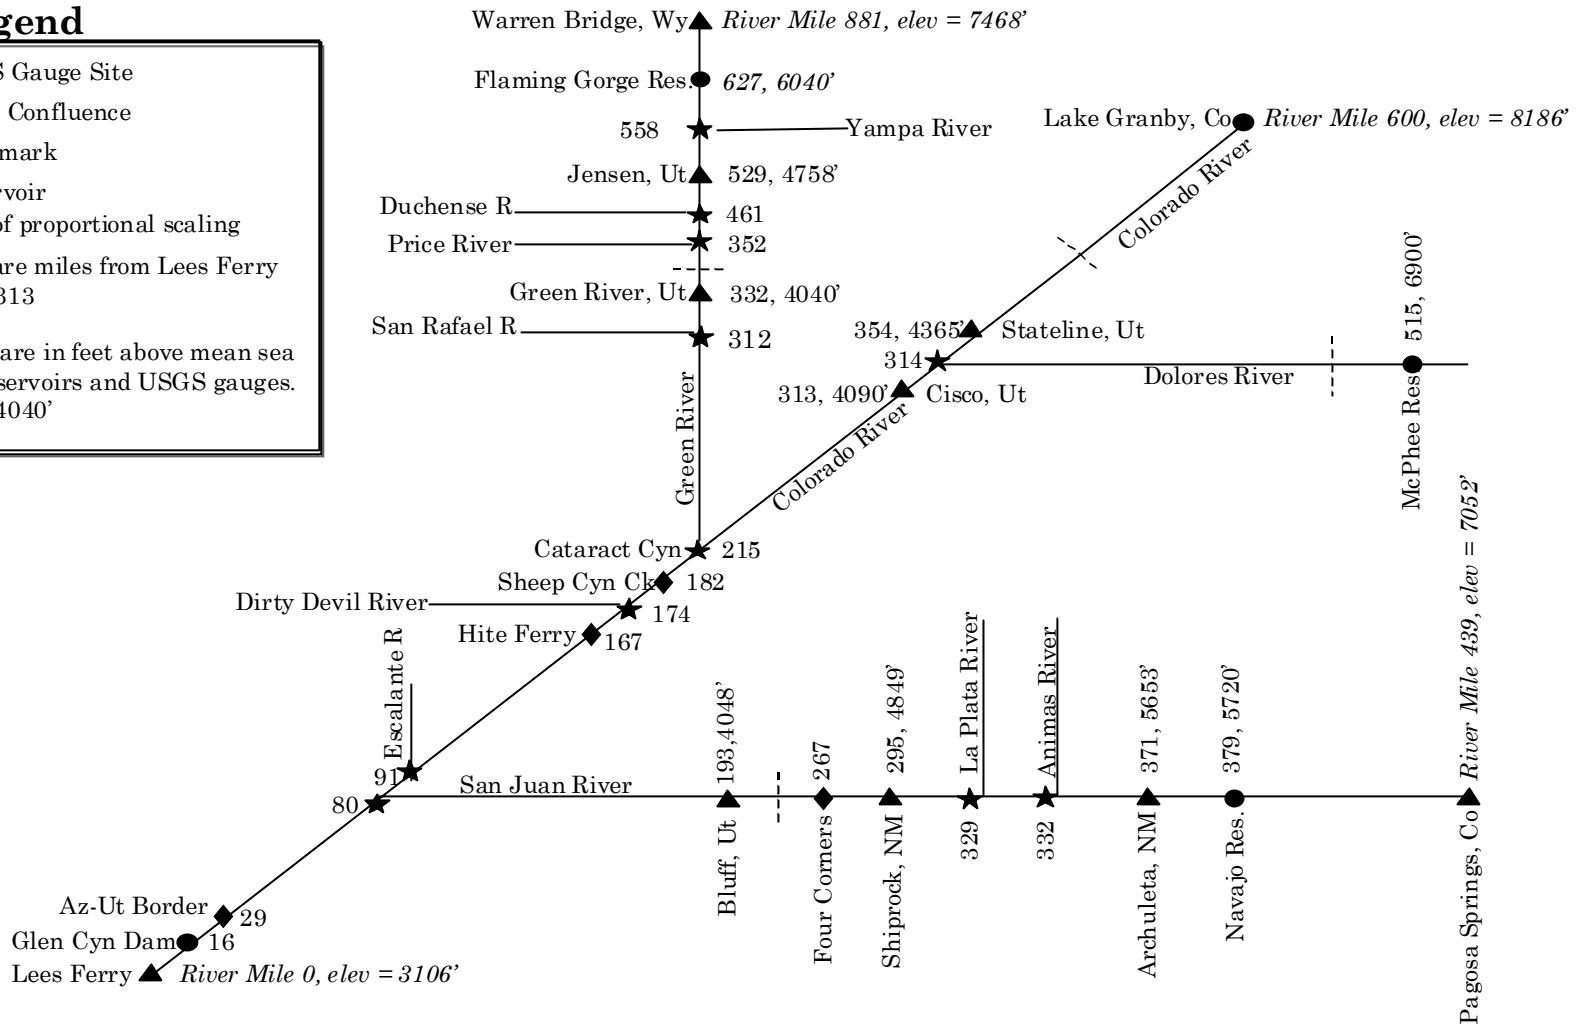 gend
S Gauge Site
Confluence
mark
rvoir
of proportional scaling
are miles from Lees Ferry
313
are in feet above mean sea
servoirs and USGS gauges.
4040’
Warren Bridge, Wy River Mile 881, elev = 7468’
Flaming Gorge Res. 627, 6040’
558 Yampa River
Lake Granby, Co River Mile 600, elev = 8186’
Jensen, Ut 529, 4758’
Duchense R 461
Price River 352
Colorado River
Green River, Ut 332, 4040’
San Rafael R 312
354, 4365’ Stateline, Ut
314
Dolores River
McPhee Res 515, 6900’
313, 4090’ Cisco, Ut
Green River
Colorado River
Cataract Cyn 215
Sheep Cyn Ck 182
Dirty Devil River 174
Hite Ferry 167
Escalante R
91
80
San Juan River
Bluff, Ut 193,4048’
Four Corners 267
Shiprock, NM 295, 4849’
329 La Plata River
332 Animas River
Archuleta, NM 371, 5653’
Navajo Res. 379, 5720’
Pagosa Springs, Co River Mile 439, elev = 7052’
Az-Ut Border 29
Glen Cyn Dam 16
Lees Ferry River Mile 0, elev = 3106’